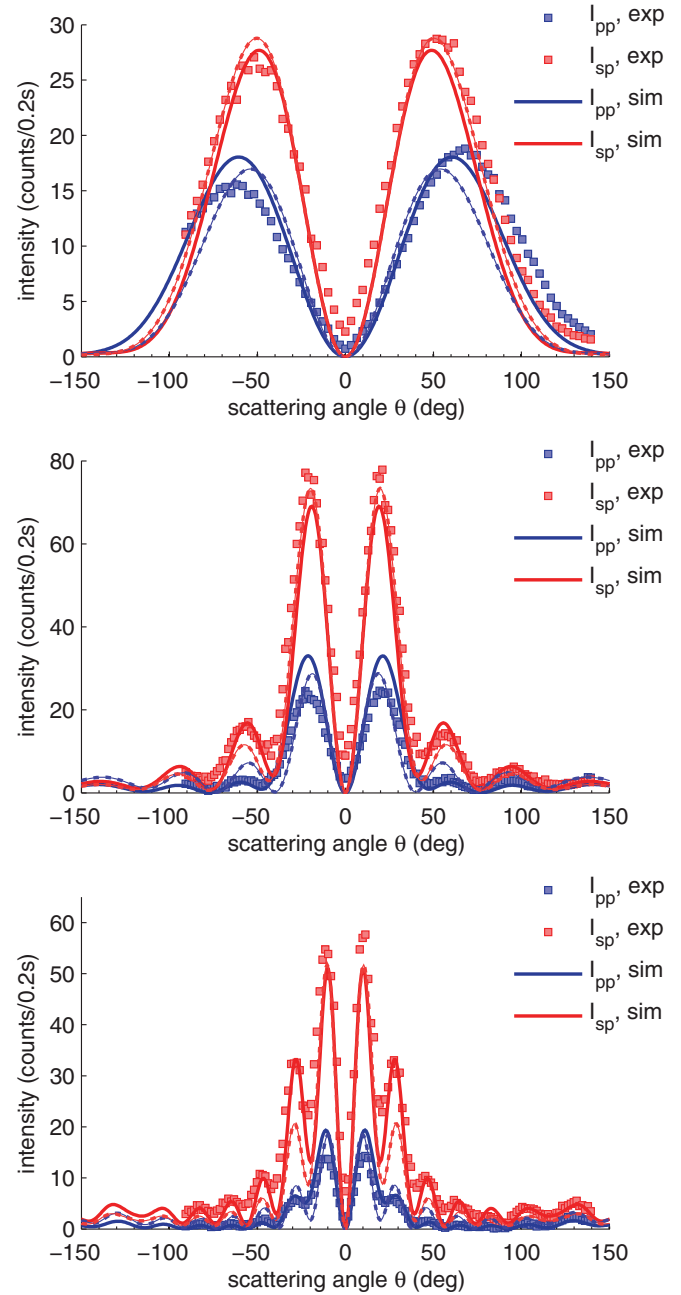 I_pp, exp
I_sp, exp
I_pp, sim
I_sp, sim
30
25
20
15
10
5
0
intensity (counts/0.2s)
−150 −100 −50 0 50 100 150
scattering angle θ (deg)
I_pp, exp
I_sp, exp
I_pp, sim
I_sp, sim
80
60
40
20
0
intensity (counts/0.2s)
−150 −100 −50 0 50 100 150
scattering angle θ (deg)
I_pp, exp
I_sp, exp
I_pp, sim
I_sp, sim
60
50
40
30
20
10
0
intensity (counts/0.2s)
−150 −100 −50 0 50 100 150
scattering angle θ (deg)